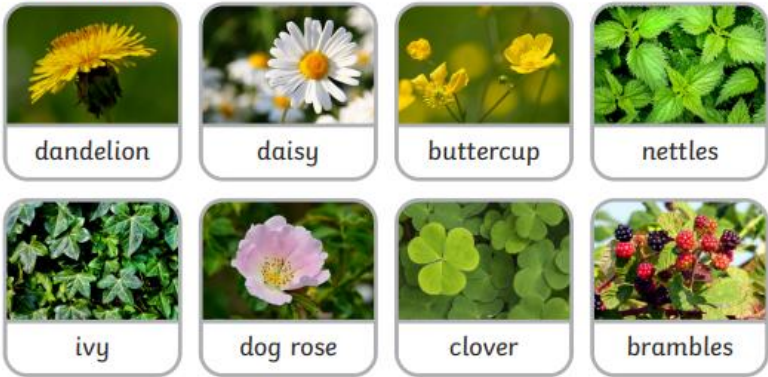 dandelion
daisy
buttercup
nettles
ivy
dog rose
clover
brambles